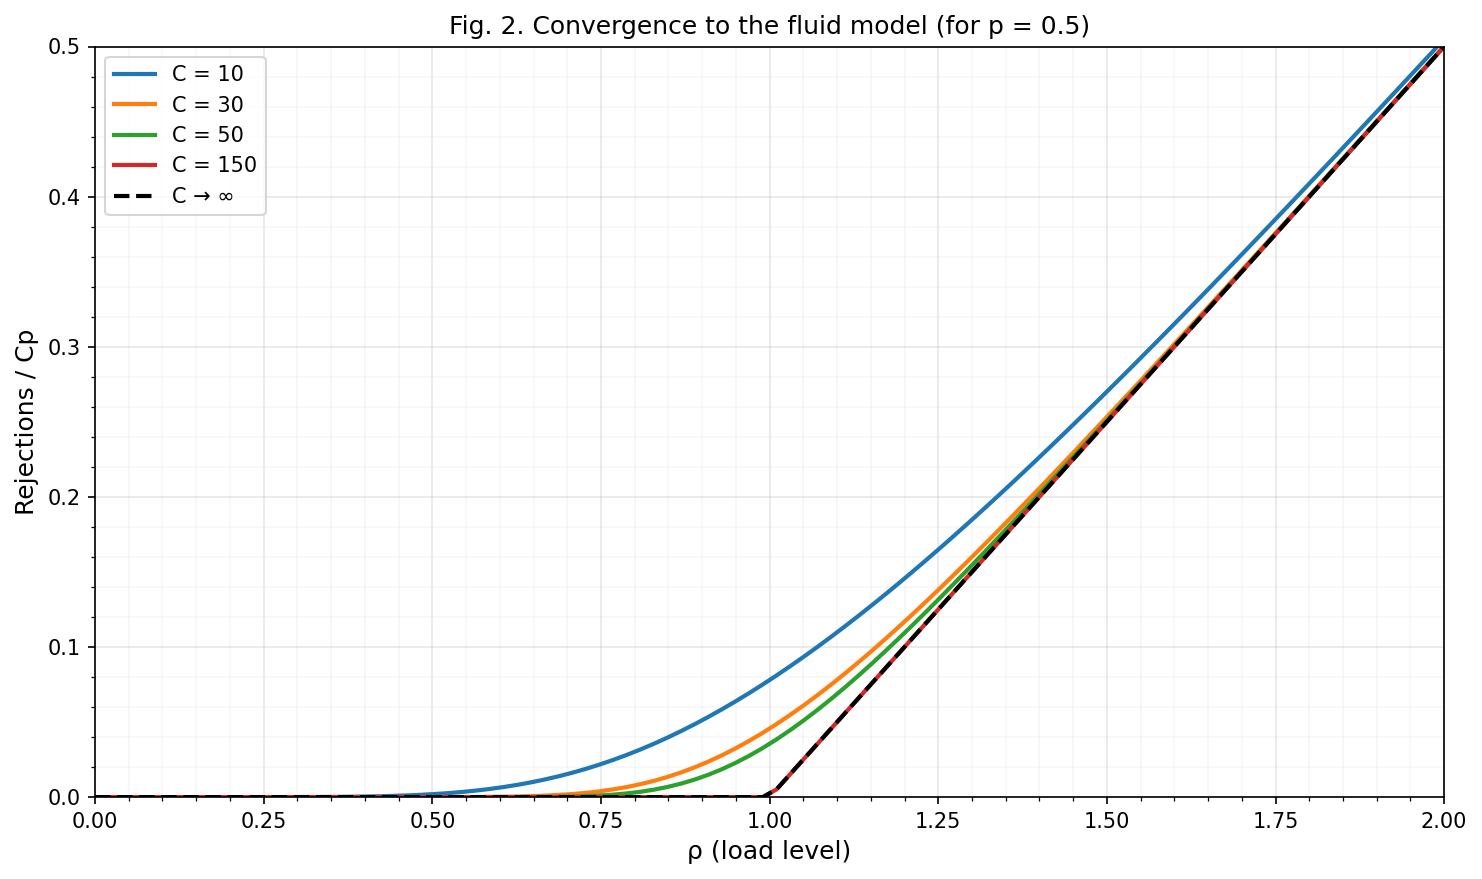 Fig. 2. Convergence to the fluid model (for p = 0.5)
C = 10
C = 30
C = 50
C = 150
C → ∞
Rejections / Cp
0.5
0.4
0.3
0.2
0.1
0.0
0.00 0.25 0.50 0.75 1.00 1.25 1.50 1.75 2.00
ρ (load level)